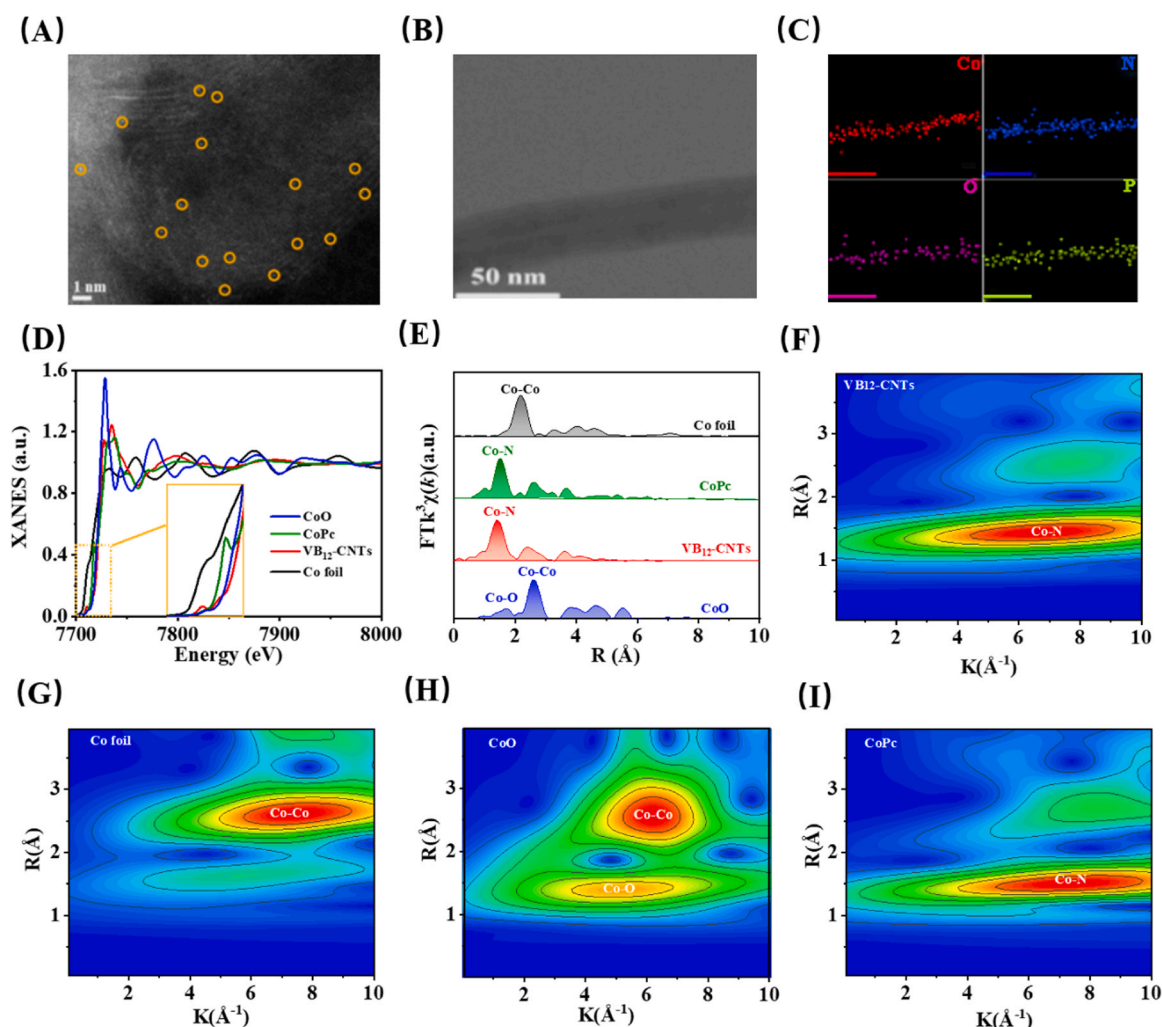 (A)
(B)
(C)
1 nm
50 nm
Co
N
O
P
(D)
(E)
(F)
1.6
1.2
0.8
0.4
0.0
XANES (a.u.)
CoO
CoPc
VB₁₂-CNTs
Co foil
7700
7800
7900
8000
Energy (eV)
FTk³χ(k)(a.u.)
Co-Co
Co foil
Co-N
CoPc
Co-N
VB₁₂-CNTs
Co-Co
Co-O
CoO
0
2
4
6
8
10
R (Å)
VB₁₂-CNTs
Co-N
3
2
1
R(Å)
2
4
6
8
10
K(Å⁻¹)
(G)
(H)
(I)
Co foil
Co-Co
3
2
1
R(Å)
2
4
6
8
10
K(Å⁻¹)
CoO
Co-Co
Co-O
3
2
1
R(Å)
2
4
6
8
10
K(Å⁻¹)
CoPc
Co-N
3
2
1
R(Å)
2
4
6
8
10
K(Å⁻¹)